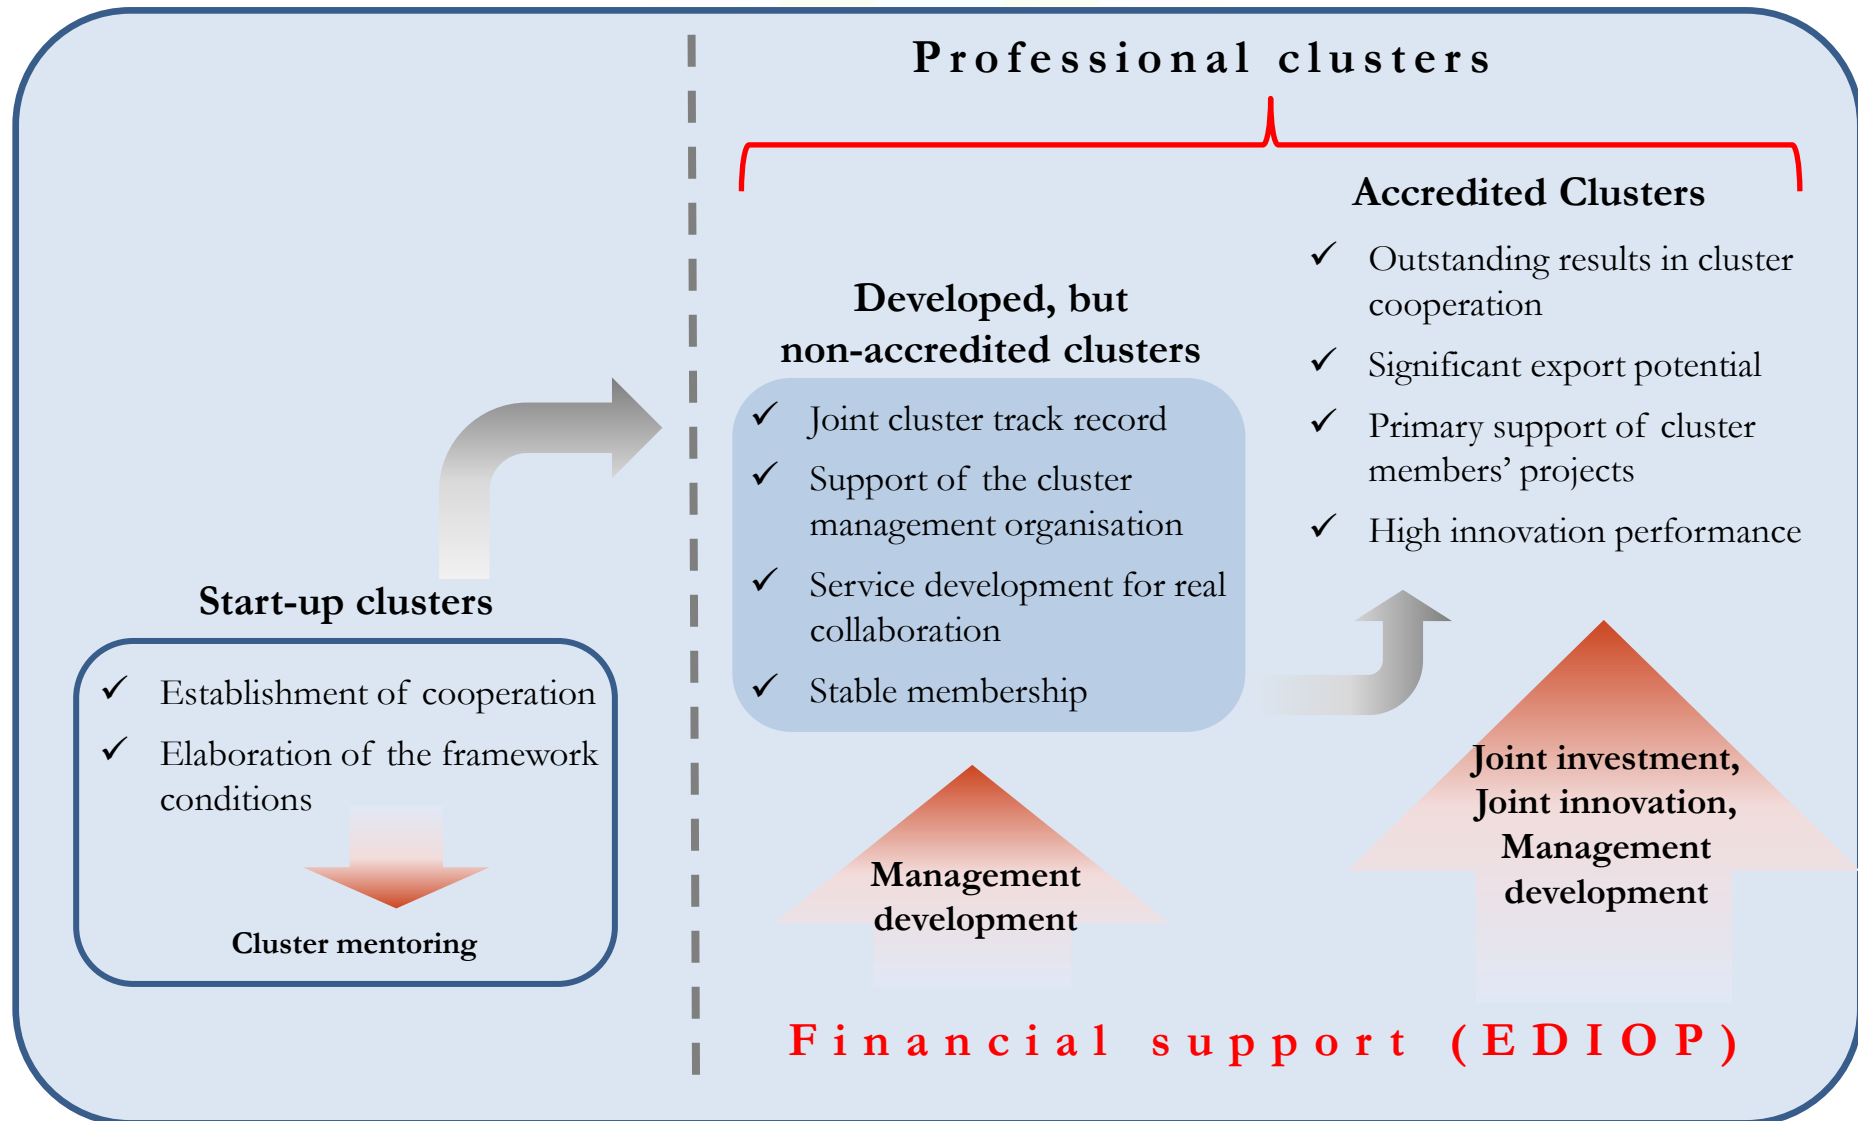 Professional clusters
Accredited Clusters
✓ Outstanding results in cluster
cooperation
✓ Significant export potential
✓ Primary support of cluster
members’ projects
✓ High innovation performance
Developed, but
non-accredited clusters
✓ Joint cluster track record
✓ Support of the cluster
management organisation
✓ Service development for real
collaboration
✓ Stable membership
Start-up clusters
✓ Establishment of cooperation
✓ Elaboration of the framework
conditions
Cluster mentoring
Management
development
Joint investment,
Joint innovation,
Management
development
Financial support (EDIOP)